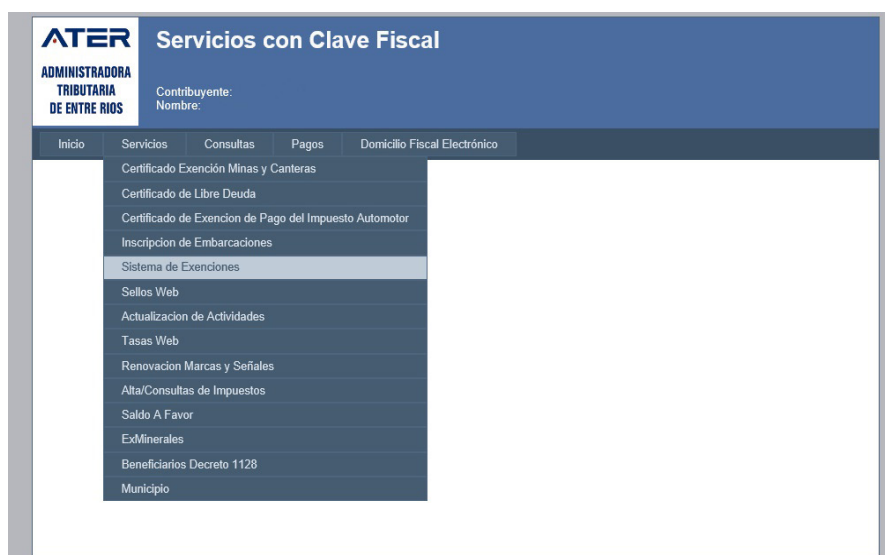 ATER
ADMINISTRADORA
TRIBUTARIA
DE ENTRE RIOS
Servicios con Clave Fiscal
Contribuyente:
Nombre:
Inicio Servicios Consultas Pagos Domicilio Fiscal Electrónico
Certificado Exención Minas y Canteras
Certificado de Libre Deuda
Certificado de Exencion de Pago del Impuesto Automotor
Inscripcion de Embarcaciones
Sistema de Exenciones
Sellos Web
Actualizacion de Actividades
Tasas Web
Renovacion Marcas y Señales
Alta/Consultas de Impuestos
Saldo A Favor
ExMinerales
Beneficiarios Decreto 1128
Municipio